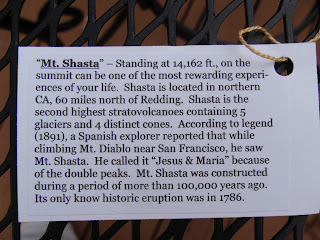 "Mt. Shasta" – Standing at 14,162 ft., on the
summit can be one of the most rewarding experi-
ences of your life.  Shasta is located in northern
CA, 60 miles north of Redding.  Shasta is the
second highest stratovolcanoes containing 5
glaciers and 4 distinct cones.  According to legend
(1891), a Spanish explorer reported that while
climbing Mt. Diablo near San Francisco, he saw
Mt. Shasta.  He called it "Jesus & Maria" because
of the double peaks.  Mt. Shasta was constructed
during a period of more than 100,000 years ago.
Its only know historic eruption was in 1786.